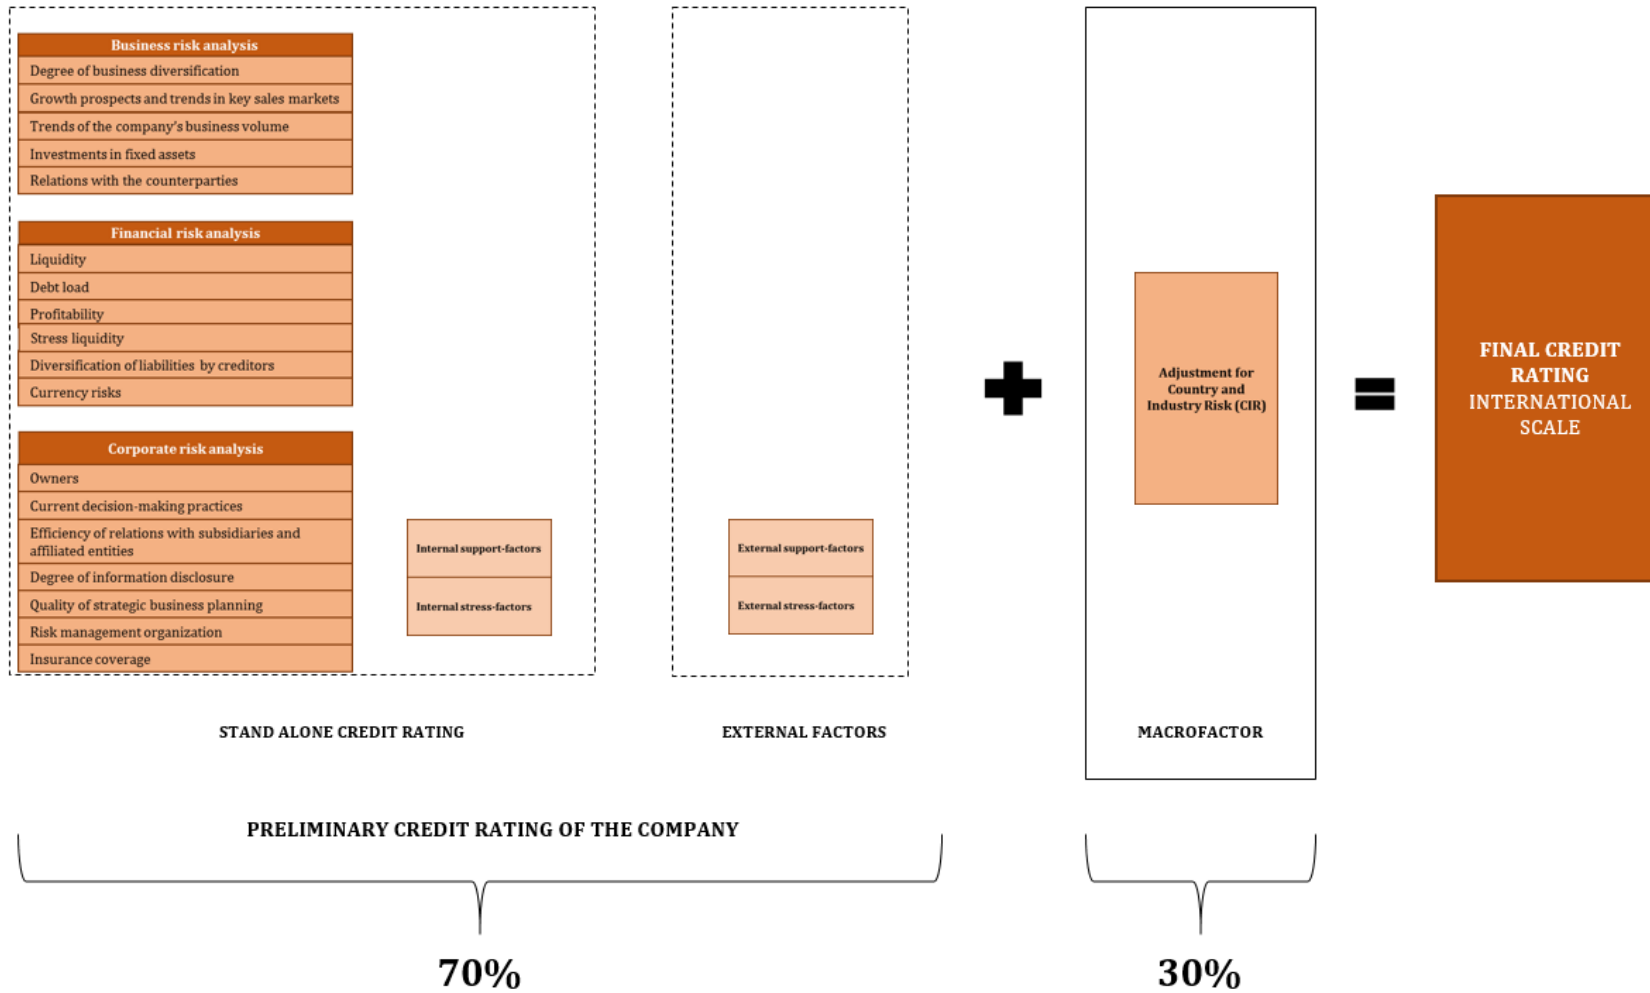 Business risk analysis
Degree of business diversification
Growth prospects and trends in key sales markets
Trends of the company's business volume
Investments in fixed assets
Relations with the counterparties
Financial risk analysis
Liquidity
Debt load
Profitability
Stress liquidity
Diversification of liabilities by creditors
Currency risks
Corporate risk analysis
Owners
Current decision-making practices
Efficiency of relations with subsidiaries and
affiliated entities
Degree of information disclosure
Quality of strategic business planning
Risk management organization
Insurance coverage
Internal support-factors
Internal stress-factors
External support-factors
External stress-factors
Adjustment for
Country and
Industry Risk (CIR)
FINAL CREDIT
RATING
INTERNATIONAL
SCALE
STAND ALONE CREDIT RATING
EXTERNAL FACTORS
MACROFACTOR
PRELIMINARY CREDIT RATING OF THE COMPANY
70%
30%